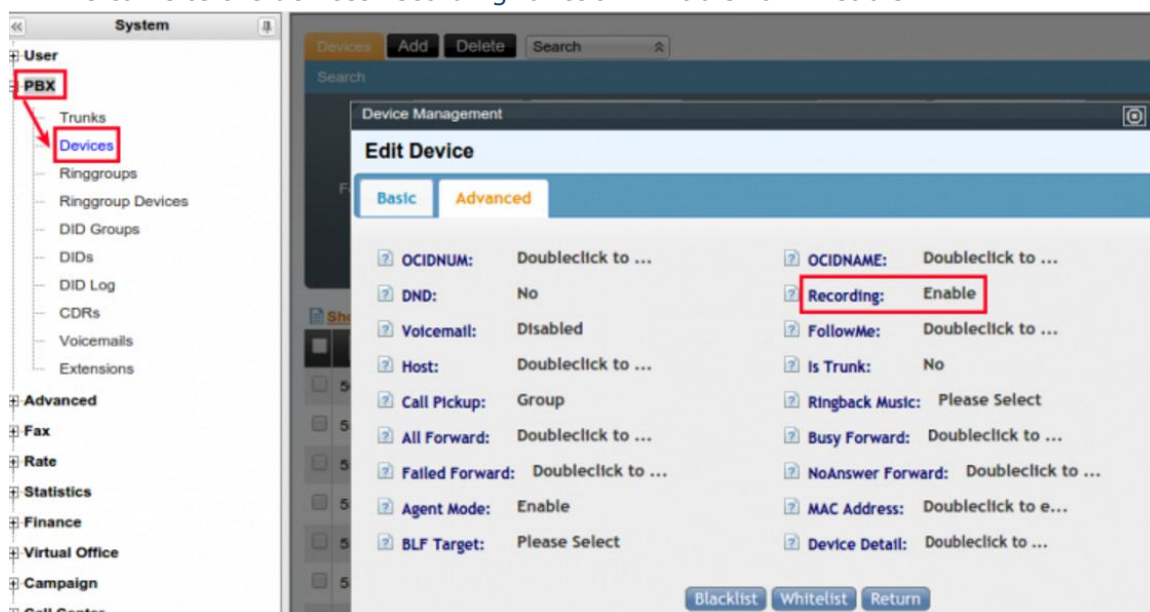 System
User
PBX
Trunks
Devices
Ringgroups
Ringgroup Devices
DID Groups
DIDs
DID Log
CDRs
Voicemails
Extensions
Advanced
Fax
Rate
Statistics
Finance
Virtual Office
Campaign
Devices Add Delete Search
Search
Device Management
Edit Device
Basic Advanced
OCIDNUM: Doubleclick to ... OCIDNAME: Doubleclick to ...
DND: No Recording: Enable
Voicemail: Disabled FollowMe: Doubleclick to ...
Host: Doubleclick to ... Is Trunk: No
Call Pickup: Group Ringback Music: Please Select
All Forward: Doubleclick to ... Busy Forward: Doubleclick to ...
Failed Forward: Doubleclick to ... NoAnswer Forward: Doubleclick to ...
Agent Mode: Enable MAC Address: Doubleclick to e...
BLF Target: Please Select Device Detail: Doubleclick to ...
Blacklist Whitelist Return